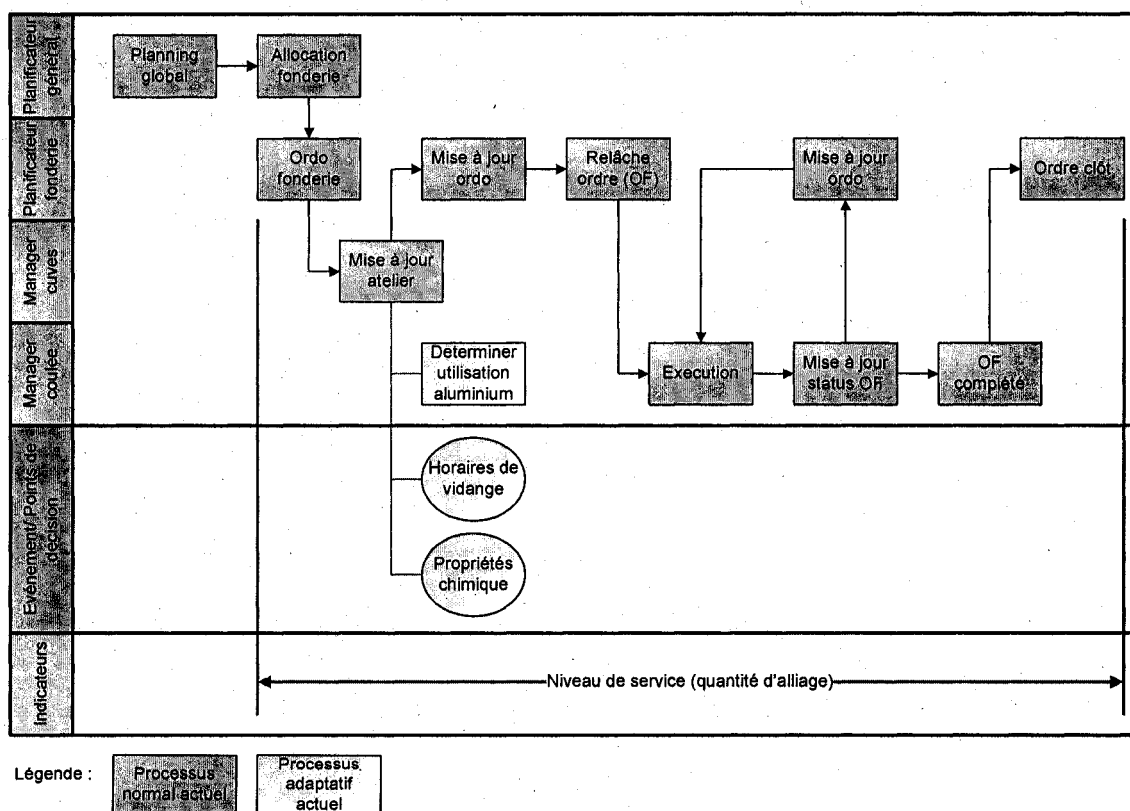 Planificateur
général
Planning
global
Allocation
fonderie
Planificateur
fonderie
Ordo
fonderie
Mise à jour
ordo
Relâche
ordre (OF)
Mise à jour
ordo
Ordre clôt
Manager
cuves
Mise à jour
atelier
Manager
coulée
Determiner
utilisation
aluminium
Execution
Mise à jour
status OF
OF
complété
Evénement/ Points de
décision
Horaires de
vidange
Propriétés
chimique
Indicateurs
Niveau de service (quantité d'alliage)
Légende :
Processus
normal actuel
Processus
adaptatif
actuel